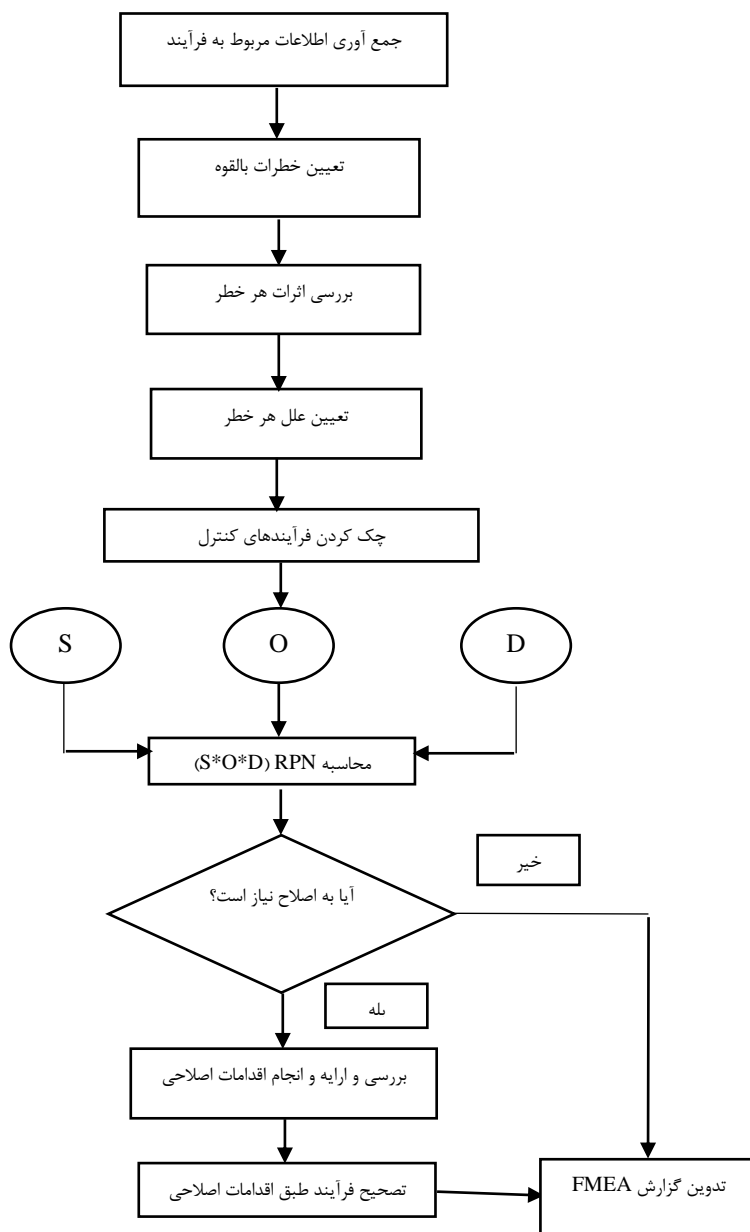 جمع آوری اطلاعات مربوط به فرآیند
تعیین خطرات بالقوه
بررسی اثرات هر خطر
تعیین علل هر خطر
چک کردن فرآیندهای کنترل
S
O
D
محاسبه RPN (S*O*D)
خیر
آیا به اصلاح نیاز است؟
بله
بررسی و ارایه و انجام اقدامات اصلاحی
تصحیح فرآیند طبق اقدامات اصلاحی
تدوین گزارش FMEA